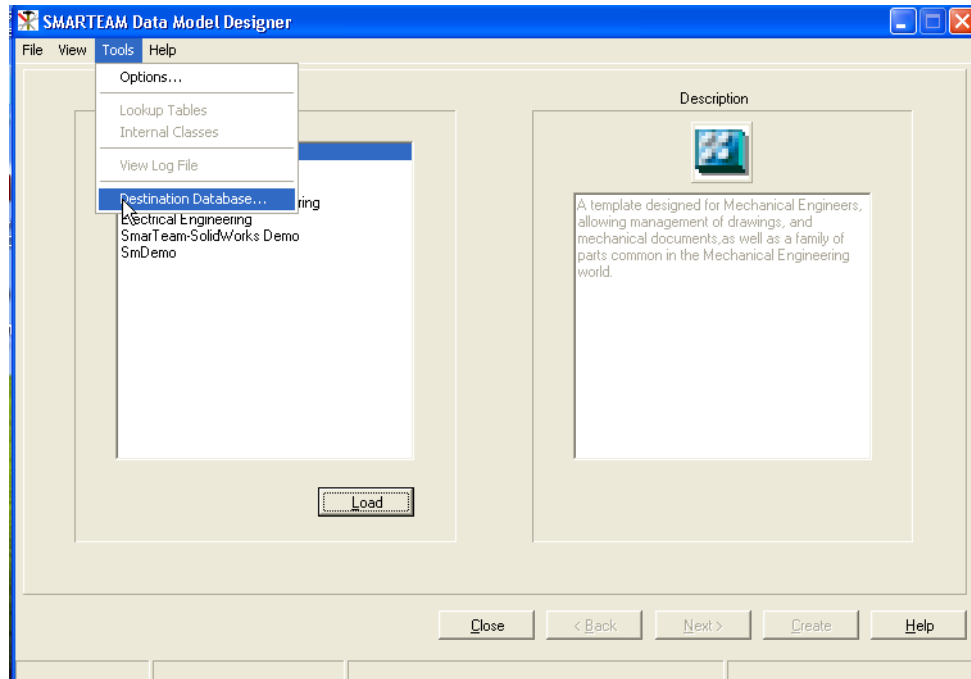 SMARTEAM Data Model Designer
File View Tools Help
Options...
Lookup Tables
Internal Classes
View Log File
Destination Database...
ring
Electrical Engineering
SmarTeam-SolidWorks Demo
SmDemo
Load
Description
A template designed for Mechanical Engineers,
allowing management of drawings, and
mechanical documents,as well as a family of
parts common in the Mechanical Engineering
world.
Close < Back Next > Create Help